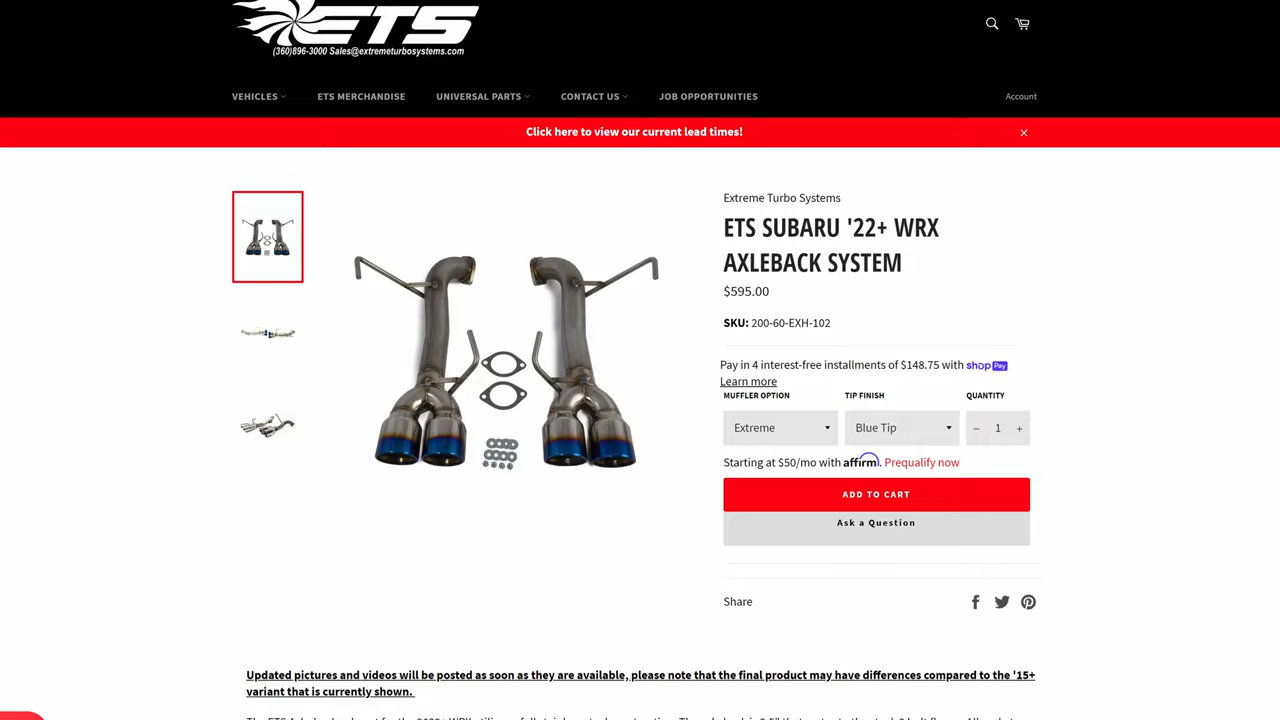 ETS
(360)896-3000 Sales@extremeturbosystems.com
VEHICLES
ETS MERCHANDISE
UNIVERSAL PARTS
CONTACT US
JOB OPPORTUNITIES
Account
Click here to view our current lead times!
Extreme Turbo Systems
ETS SUBARU '22+ WRX
AXLEBACK SYSTEM
$595.00
SKU: 200-60-EXH-102
Pay in 4 interest-free installments of $148.75 with shop Pay
Learn more
MUFFLER OPTION TIP FINISH QUANTITY
Extreme Blue Tip − 1 +
Starting at $50/mo with affirm. Prequalify now
ADD TO CART
Ask a Question
Share
Updated pictures and videos will be posted as soon as they are available, please note that the final product may have differences compared to the '15+
variant that is currently shown.